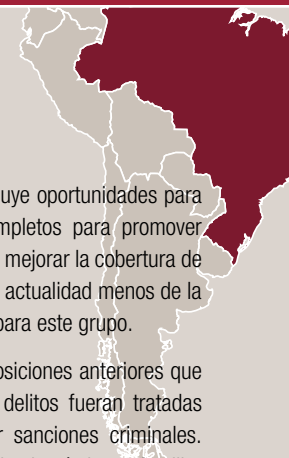 uye oportunidades para
mpletos para promover
mejorar la cobertura de
actualidad menos de la
para este grupo.
osiciones anteriores que
delitos fueran tratadas
r sanciones criminales.